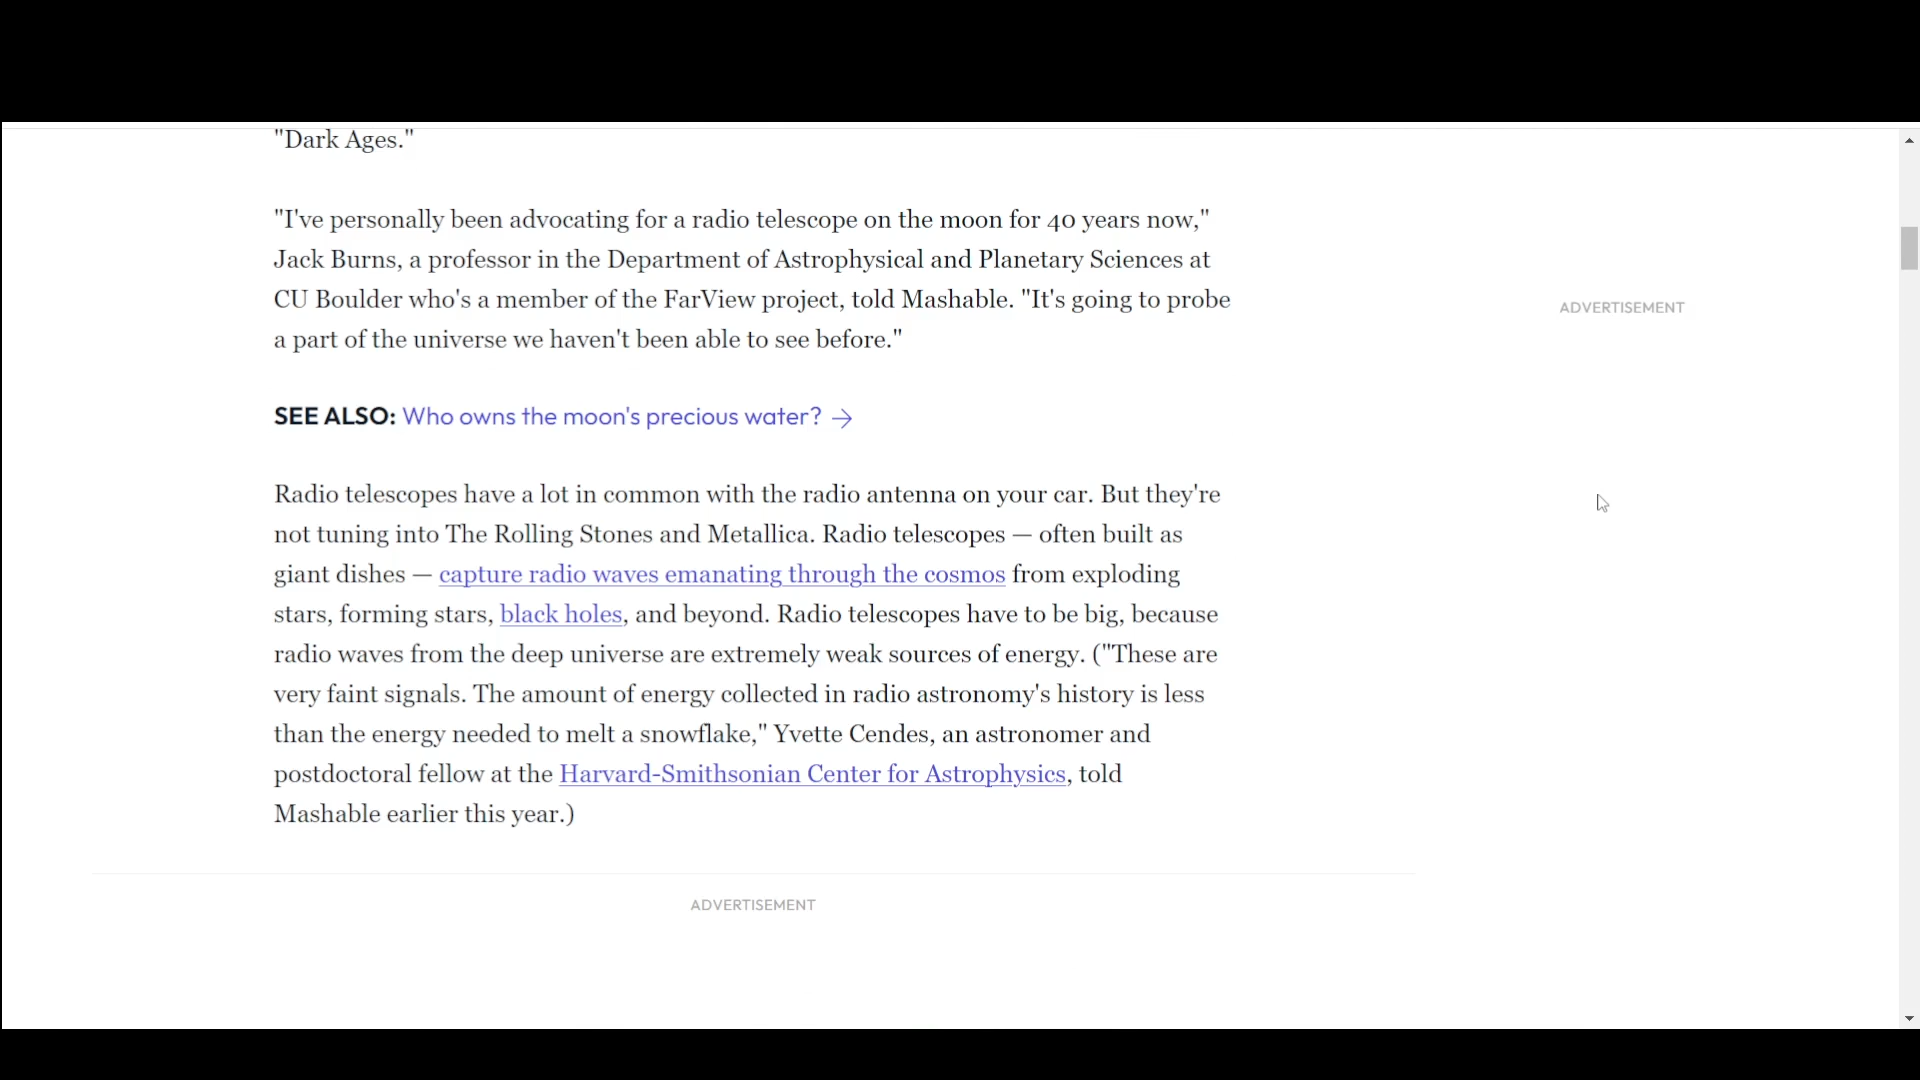 "Dark Ages."
"I've personally been advocating for a radio telescope on the moon for 40 years now,"
Jack Burns, a professor in the Department of Astrophysical and Planetary Sciences at
CU Boulder who's a member of the FarView project, told Mashable. "It's going to probe
a part of the universe we haven't been able to see before."
ADVERTISEMENT
SEE ALSO: Who owns the moon's precious water? →
Radio telescopes have a lot in common with the radio antenna on your car. But they're
not tuning into The Rolling Stones and Metallica. Radio telescopes — often built as
giant dishes — capture radio waves emanating through the cosmos from exploding
stars, forming stars, black holes, and beyond. Radio telescopes have to be big, because
radio waves from the deep universe are extremely weak sources of energy. ("These are
very faint signals. The amount of energy collected in radio astronomy's history is less
than the energy needed to melt a snowflake," Yvette Cendes, an astronomer and
postdoctoral fellow at the Harvard-Smithsonian Center for Astrophysics, told
Mashable earlier this year.)
ADVERTISEMENT